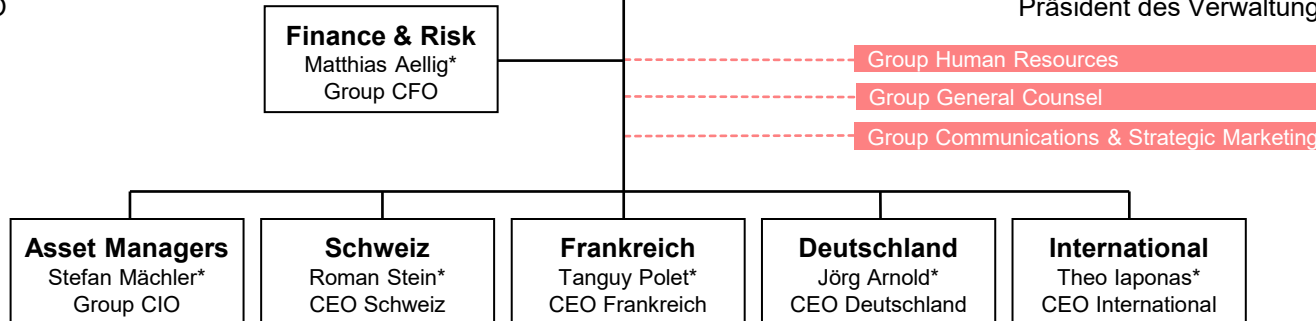 Präsident des Verwaltung
Finance & Risk
Matthias Aellig*
Group CFO
Group Human Resources
Group General Counsel
Group Communications & Strategic Marketing
Asset Managers
Stefan Mächler*
Group CIO
Schweiz
Roman Stein*
CEO Schweiz
Frankreich
Tanguy Polet*
CEO Frankreich
Deutschland
Jörg Arnold*
CEO Deutschland
International
Theo Iaponas*
CEO International